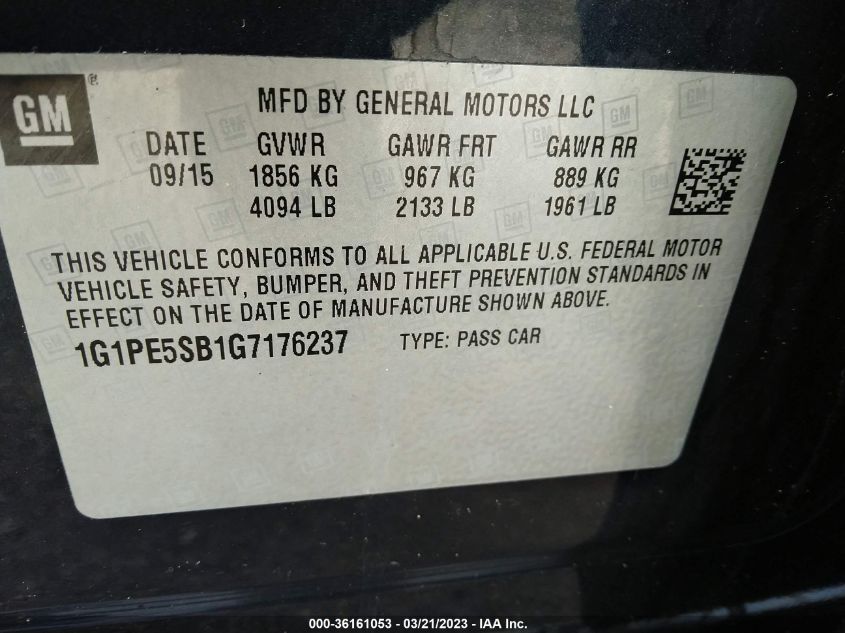 GM®
MFD BY GENERAL MOTORS LLC
DATE GVWR GAWR FRT GAWR RR
09/15 1856 KG 967 KG 889 KG
4094 LB 2133 LB 1961 LB
THIS VEHICLE CONFORMS TO ALL APPLICABLE U.S. FEDERAL MOTOR
VEHICLE SAFETY, BUMPER, AND THEFT PREVENTION STANDARDS IN
EFFECT ON THE DATE OF MANUFACTURE SHOWN ABOVE.
1G1PE5SB1G7176237 TYPE: PASS CAR
000-36161053 - 03/21/2023 - IAA Inc.